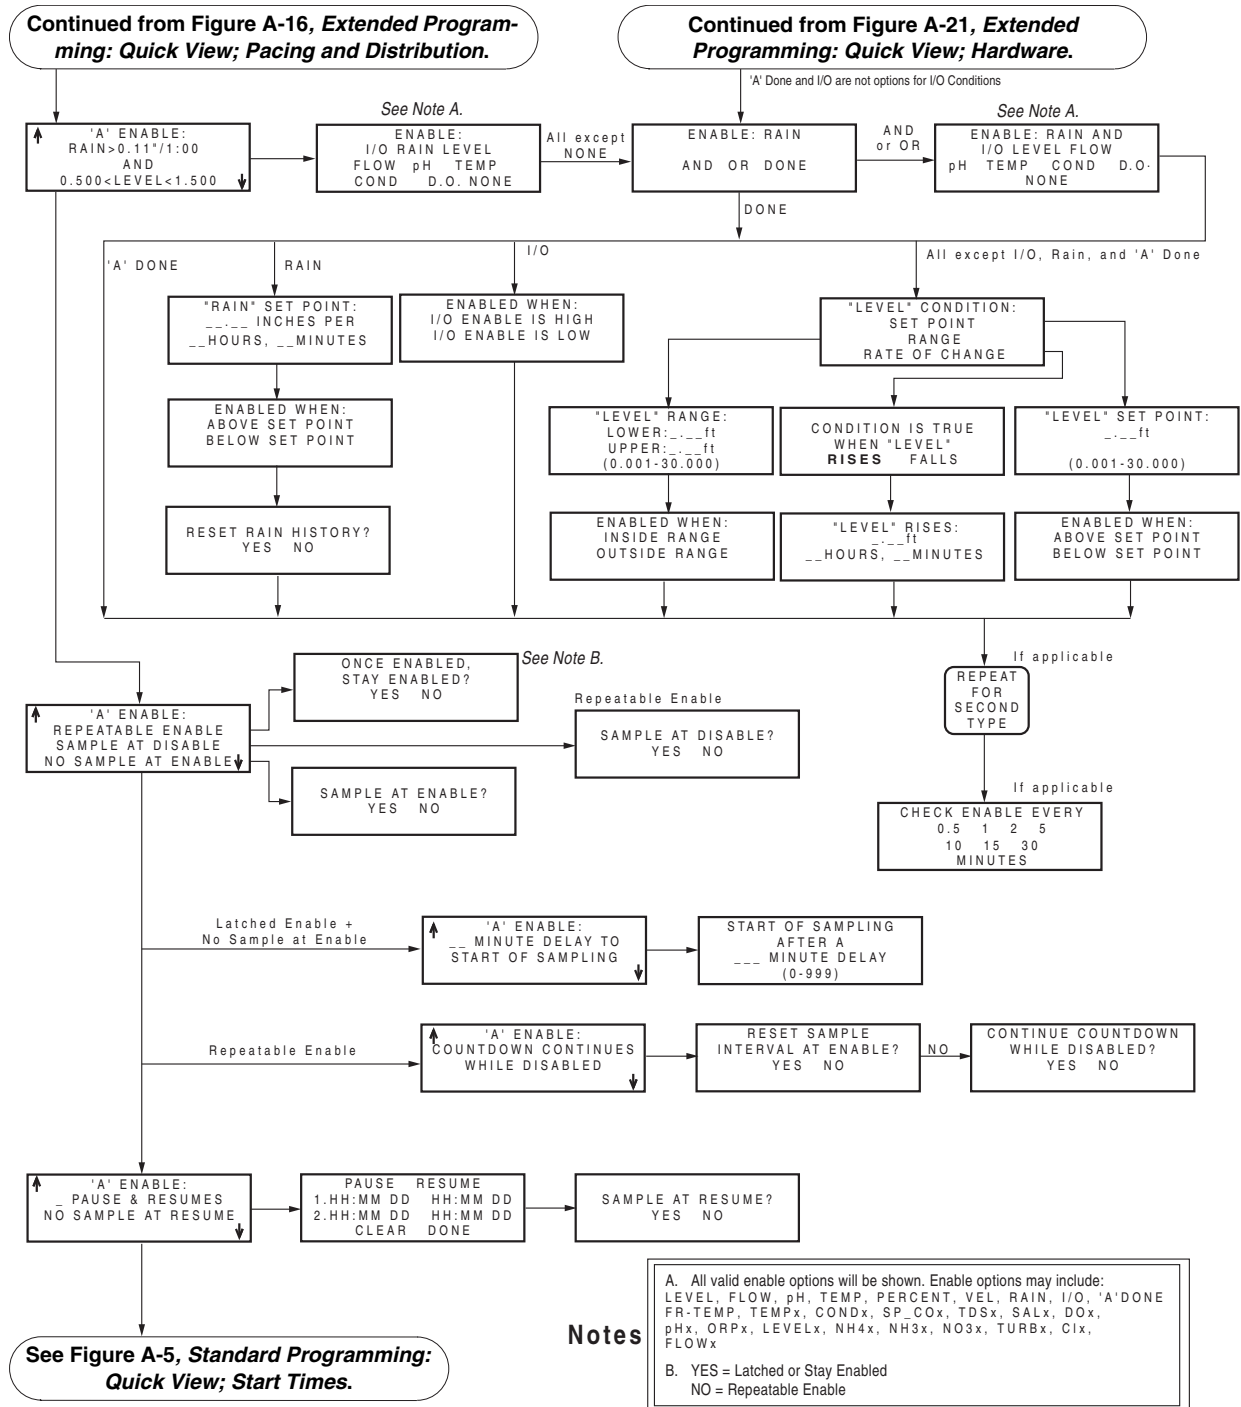 Continued from Figure A-16, Extended Program-
ming: Quick View; Pacing and Distribution.
Continued from Figure A-21, Extended
Programming: Quick View; Hardware.
'A' Done and I/O are not options for I/O Conditions
See Note A.
See Note A.
'A' ENABLE:
RAIN>0.11"/1:00
AND
0.500<LEVEL<1.500
ENABLE:
I/O RAIN LEVEL
FLOW pH TEMP
COND D.O. NONE
All except
NONE
ENABLE: RAIN
AND OR DONE
AND
or OR
ENABLE: RAIN AND
I/O LEVEL FLOW
pH TEMP COND D.O.
NONE
DONE
'A' DONE
RAIN
I/O
All except I/O, Rain, and 'A' Done
"RAIN" SET POINT:
__.__ INCHES PER
__HOURS, __MINUTES
ENABLED WHEN:
I/O ENABLE IS HIGH
I/O ENABLE IS LOW
"LEVEL" CONDITION:
SET POINT
RANGE
RATE OF CHANGE
ENABLED WHEN:
ABOVE SET POINT
BELOW SET POINT
"LEVEL" RANGE:
LOWER:_.__ft
UPPER:_.__ft
(0.001-30.000)
CONDITION IS TRUE
WHEN "LEVEL"
RISES FALLS
"LEVEL" SET POINT:
_.__ft
(0.001-30.000)
RESET RAIN HISTORY?
YES NO
ENABLED WHEN:
INSIDE RANGE
OUTSIDE RANGE
"LEVEL" RISES:
_.__ft
__HOURS, __MINUTES
ENABLED WHEN:
ABOVE SET POINT
BELOW SET POINT
If applicable
REPEAT
FOR
SECOND
TYPE
If applicable
CHECK ENABLE EVERY
0.5 1 2 5
10 15 30
MINUTES
ONCE ENABLED,
STAY ENABLED?
YES NO
See Note B.
Repeatable Enable
'A' ENABLE:
REPEATABLE ENABLE
SAMPLE AT DISABLE
NO SAMPLE AT ENABLE
SAMPLE AT DISABLE?
YES NO
SAMPLE AT ENABLE?
YES NO
Latched Enable +
No Sample at Enable
'A' ENABLE:
__ MINUTE DELAY TO
START OF SAMPLING
START OF SAMPLING
AFTER A
___ MINUTE DELAY
(0-999)
Repeatable Enable
'A' ENABLE:
COUNTDOWN CONTINUES
WHILE DISABLED
RESET SAMPLE
INTERVAL AT ENABLE?
YES NO
NO
CONTINUE COUNTDOWN
WHILE DISABLED?
YES NO
'A' ENABLE:
_ PAUSE & RESUMES
NO SAMPLE AT RESUME
PAUSE RESUME
1.HH:MM DD HH:MM DD
2.HH:MM DD HH:MM DD
CLEAR DONE
SAMPLE AT RESUME?
YES NO
Notes
A. All valid enable options will be shown. Enable options may include:
LEVEL, FLOW, pH, TEMP, PERCENT, VEL, RAIN, I/O, 'A'DONE
FR-TEMP, TEMPx, CONDx, SP_COx, TDSx, SALx, DOx,
pHx, ORPx, LEVELx, NH4x, NH3x, NO3x, TURBx, Clx,
FLOWx
B. YES = Latched or Stay Enabled
NO = Repeatable Enable
See Figure A-5, Standard Programming:
Quick View; Start Times.